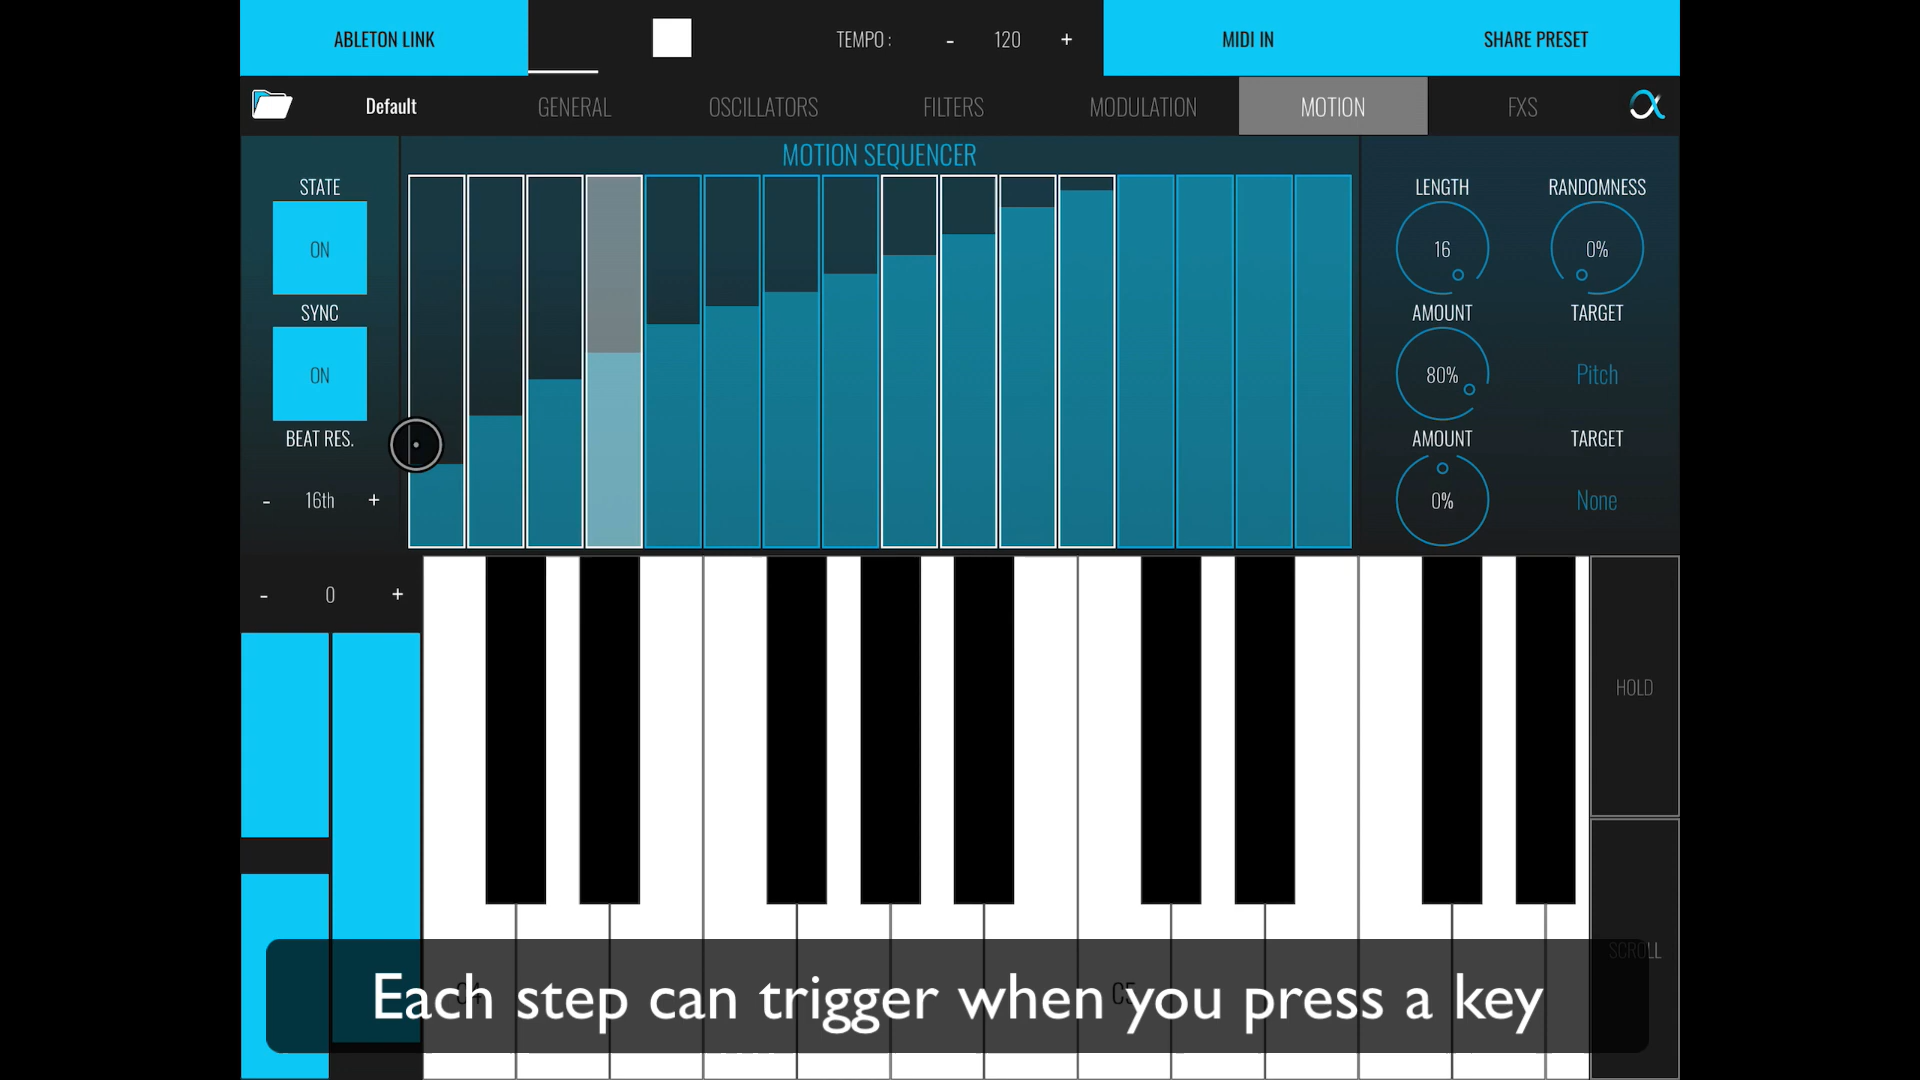 ABLETON LINK
TEMPO : - 120 +
MIDI IN
SHARE PRESET
Default
GENERAL
OSCILLATORS
FILTERS
MODULATION
MOTION
FXS
MOTION SEQUENCER
STATE
ON
SYNC
ON
BEAT RES.
- 16th +
LENGTH
16
RANDOMNESS
0%
AMOUNT
80%
TARGET
Pitch
AMOUNT
0%
TARGET
None
- 0 +
HOLD
SCROLL
C4
C5
Each step can trigger when you press a key